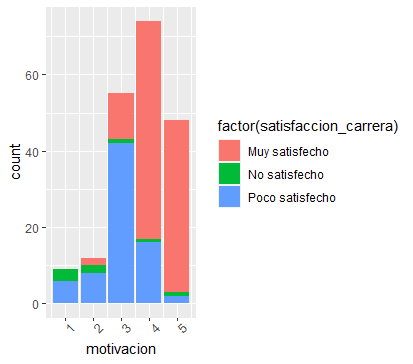 60
40
20
0
count
1
2
3
4
5
motivacion
factor(satisfaccion_carrera)
Muy satisfecho
No satisfecho
Poco satisfecho